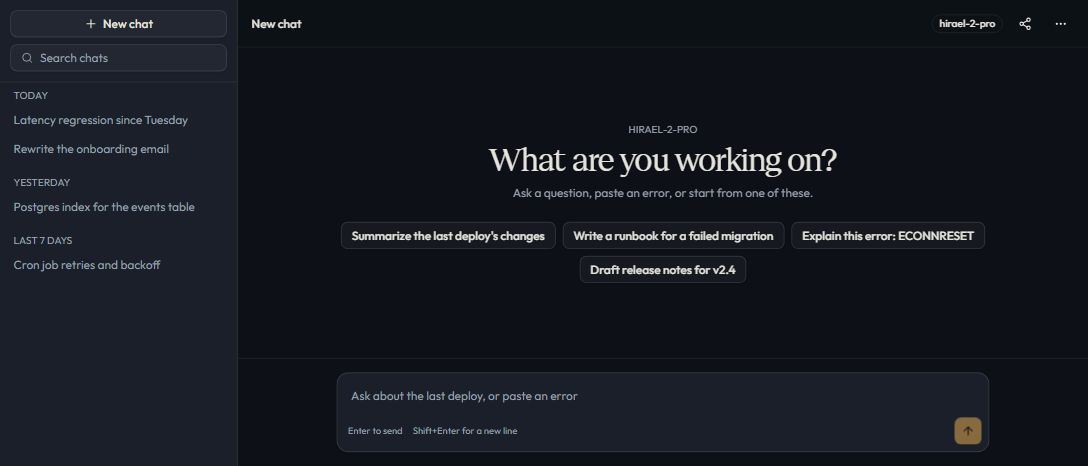 New chat
Search chats
TODAY
Latency regression since Tuesday
Rewrite the onboarding email
YESTERDAY
Postgres index for the events table
LAST 7 DAYS
Cron job retries and backoff
New chat
hirael-2-pro
HIRAEL-2-PRO
What are you working on?
Ask a question, paste an error, or start from one of these.
Summarize the last deploy's changes
Write a runbook for a failed migration
Explain this error: ECONNRESET
Draft release notes for v2.4
Ask about the last deploy, or paste an error
Enter to send
Shift+Enter for a new line